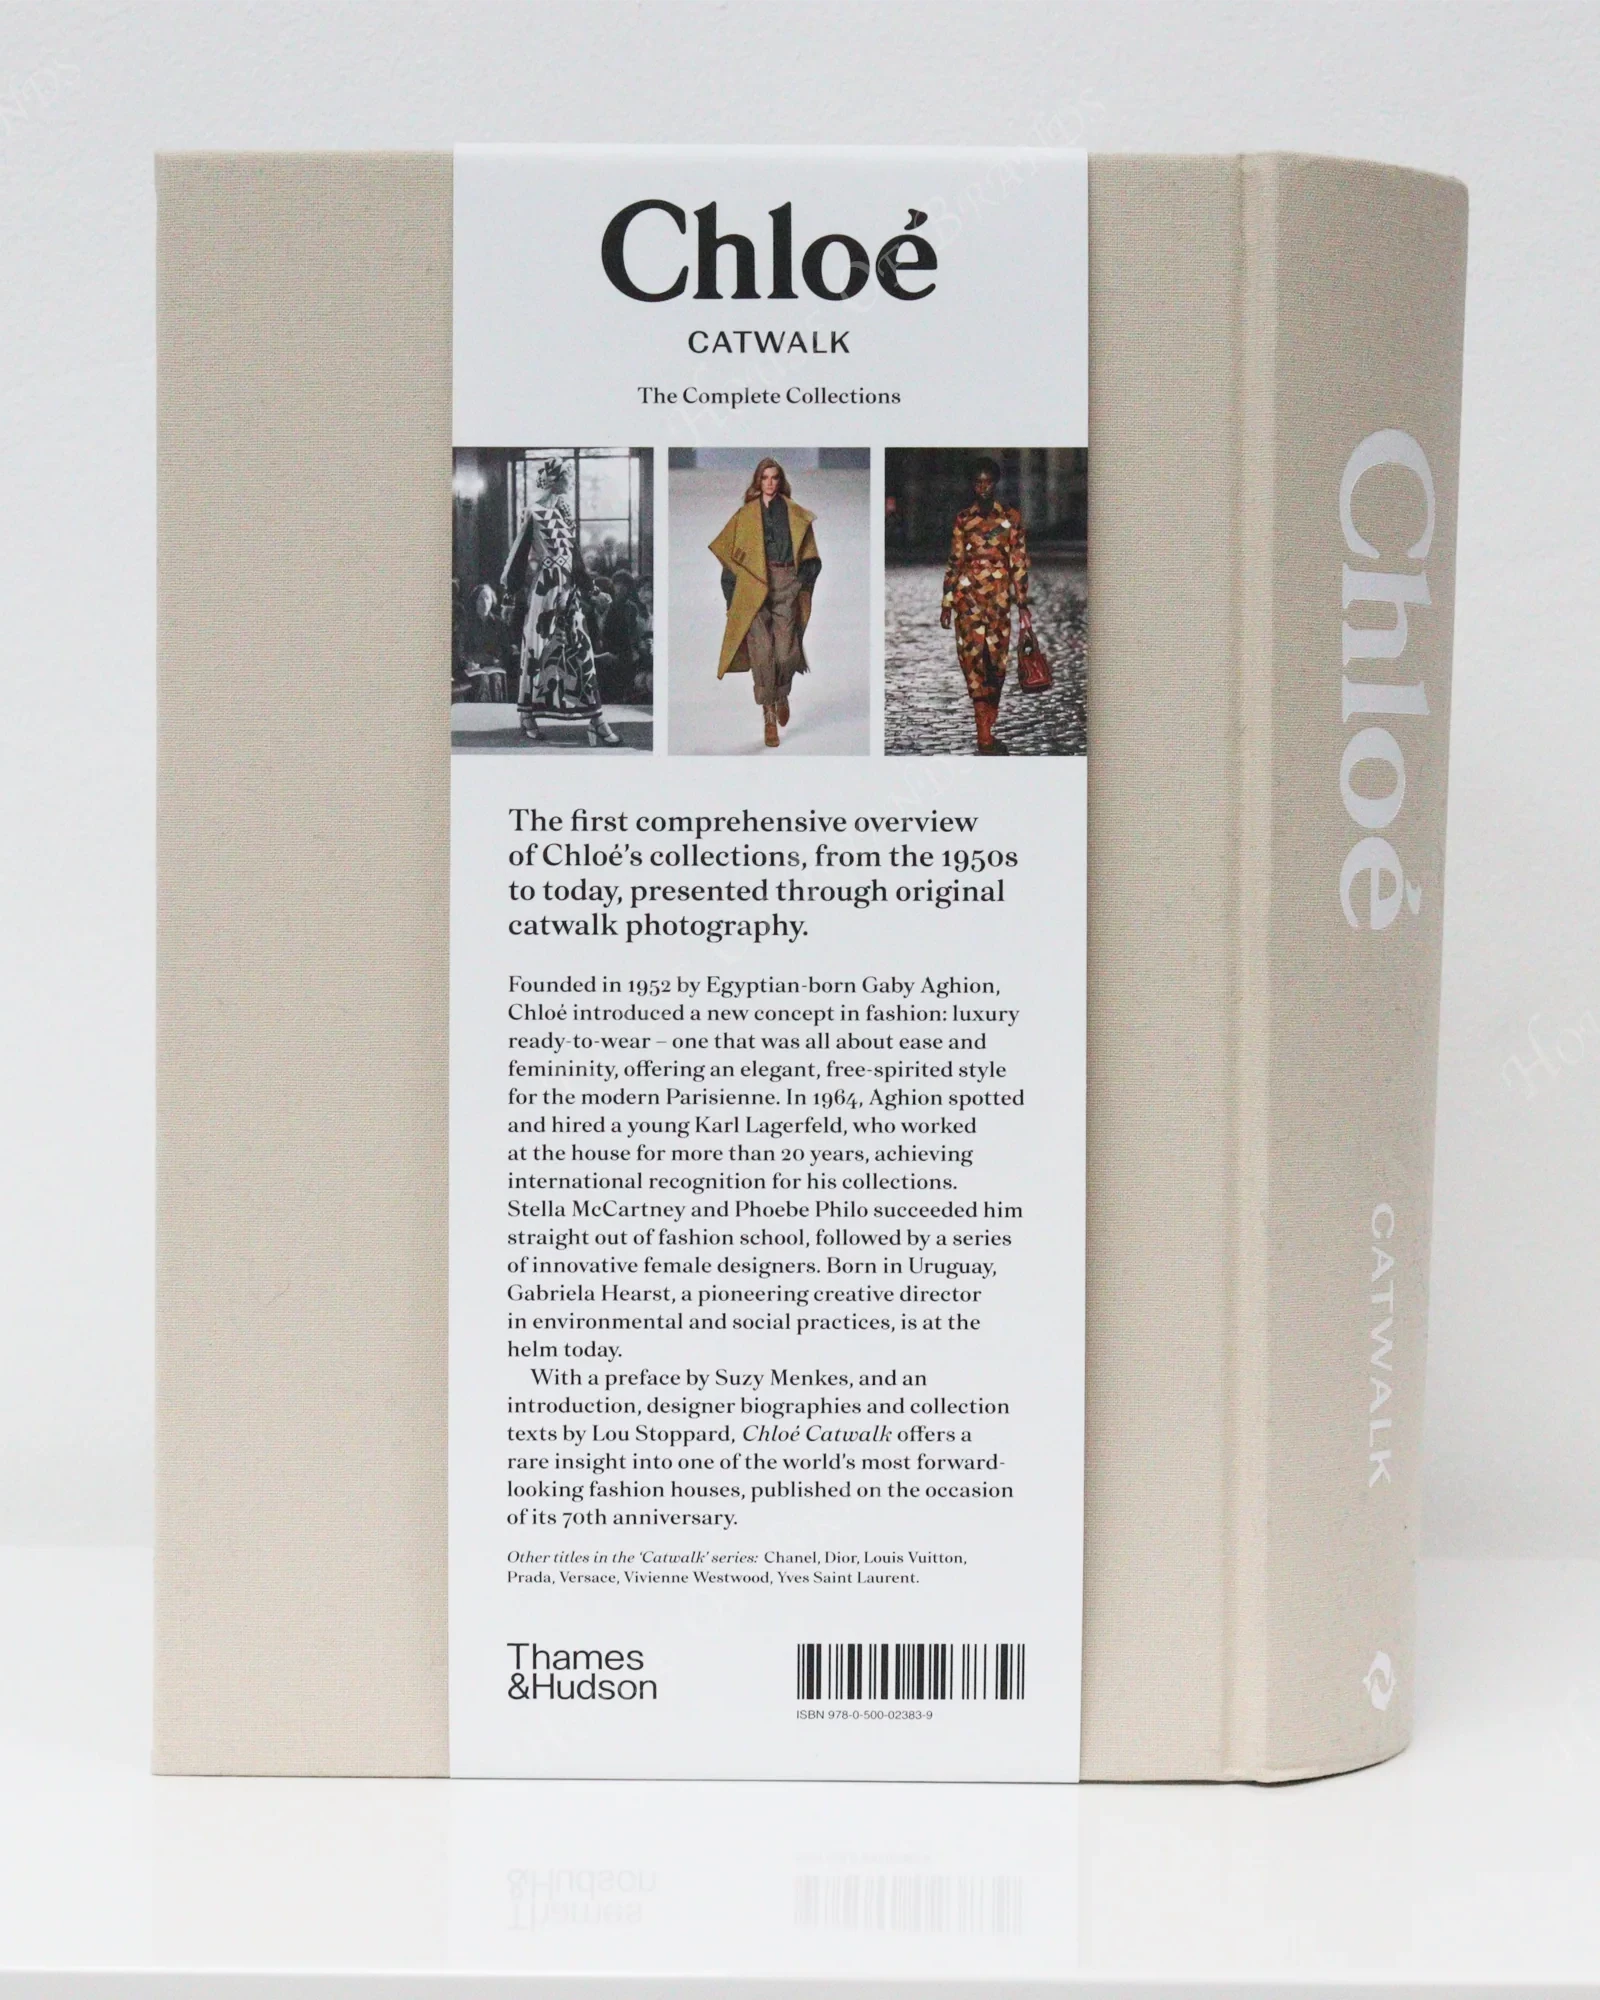 Chloé
CATWALK
The Complete Collections
The first comprehensive overview
of Chloé’s collections, from the 1950s
to today, presented through original
catwalk photography.
Founded in 1952 by Egyptian-born Gaby Aghion,
Chloé introduced a new concept in fashion: luxury
ready-to-wear – one that was all about ease and
femininity, offering an elegant, free-spirited style
for the modern Parisienne. In 1964, Aghion spotted
and hired a young Karl Lagerfeld, who worked
at the house for more than 20 years, achieving
international recognition for his collections.
Stella McCartney and Phoebe Philo succeeded him
straight out of fashion school, followed by a series
of innovative female designers. Born in Uruguay,
Gabriela Hearst, a pioneering creative director
in environmental and social practices, is at the
helm today.
With a preface by Suzy Menkes, and an
introduction, designer biographies and collection
texts by Lou Stoppard, Chloé Catwalk offers a
rare insight into one of the world’s most forward-
looking fashion houses, published on the occasion
of its 70th anniversary.
Other titles in the ‘Catwalk’ series: Chanel, Dior, Louis Vuitton,
Prada, Versace, Vivienne Westwood, Yves Saint Laurent.
Thames
&Hudson
ISBN 978-0-500-02383-9
Chloé
CATWALK